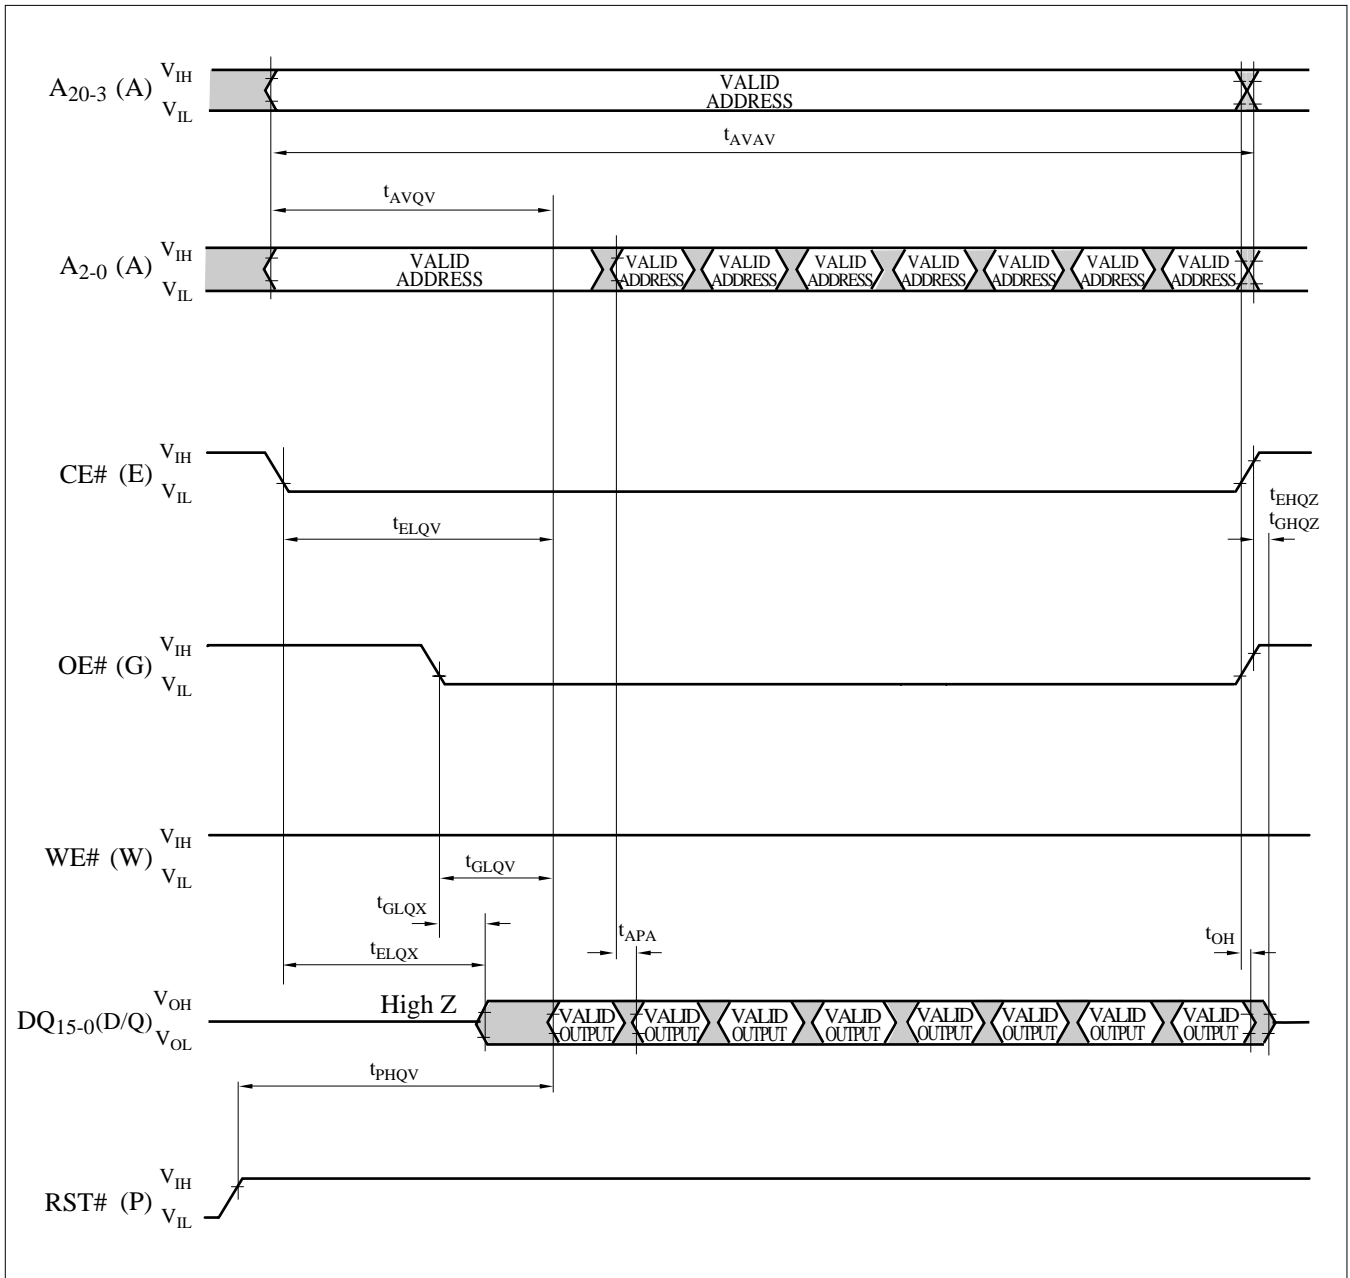 A20-3 (A) VIH VIL
VALID ADDRESS
tAVAV
tAVQV
A2-0 (A) VIH VIL
VALID ADDRESS
VALID ADDRESS
VALID ADDRESS
VALID ADDRESS
VALID ADDRESS
VALID ADDRESS
VALID ADDRESS
VALID ADDRESS
CE# (E) VIH VIL
tELQV
tEHQZ
tGHQZ
OE# (G) VIH VIL
WE# (W) VIH VIL
tGLQV
tGLQX
tELQX
tAPA
tOH
DQ15-0(D/Q) VOH VOL
High Z
VALID OUTPUT
VALID OUTPUT
VALID OUTPUT
VALID OUTPUT
VALID OUTPUT
VALID OUTPUT
VALID OUTPUT
VALID OUTPUT
tPHQV
RST# (P) VIH VIL